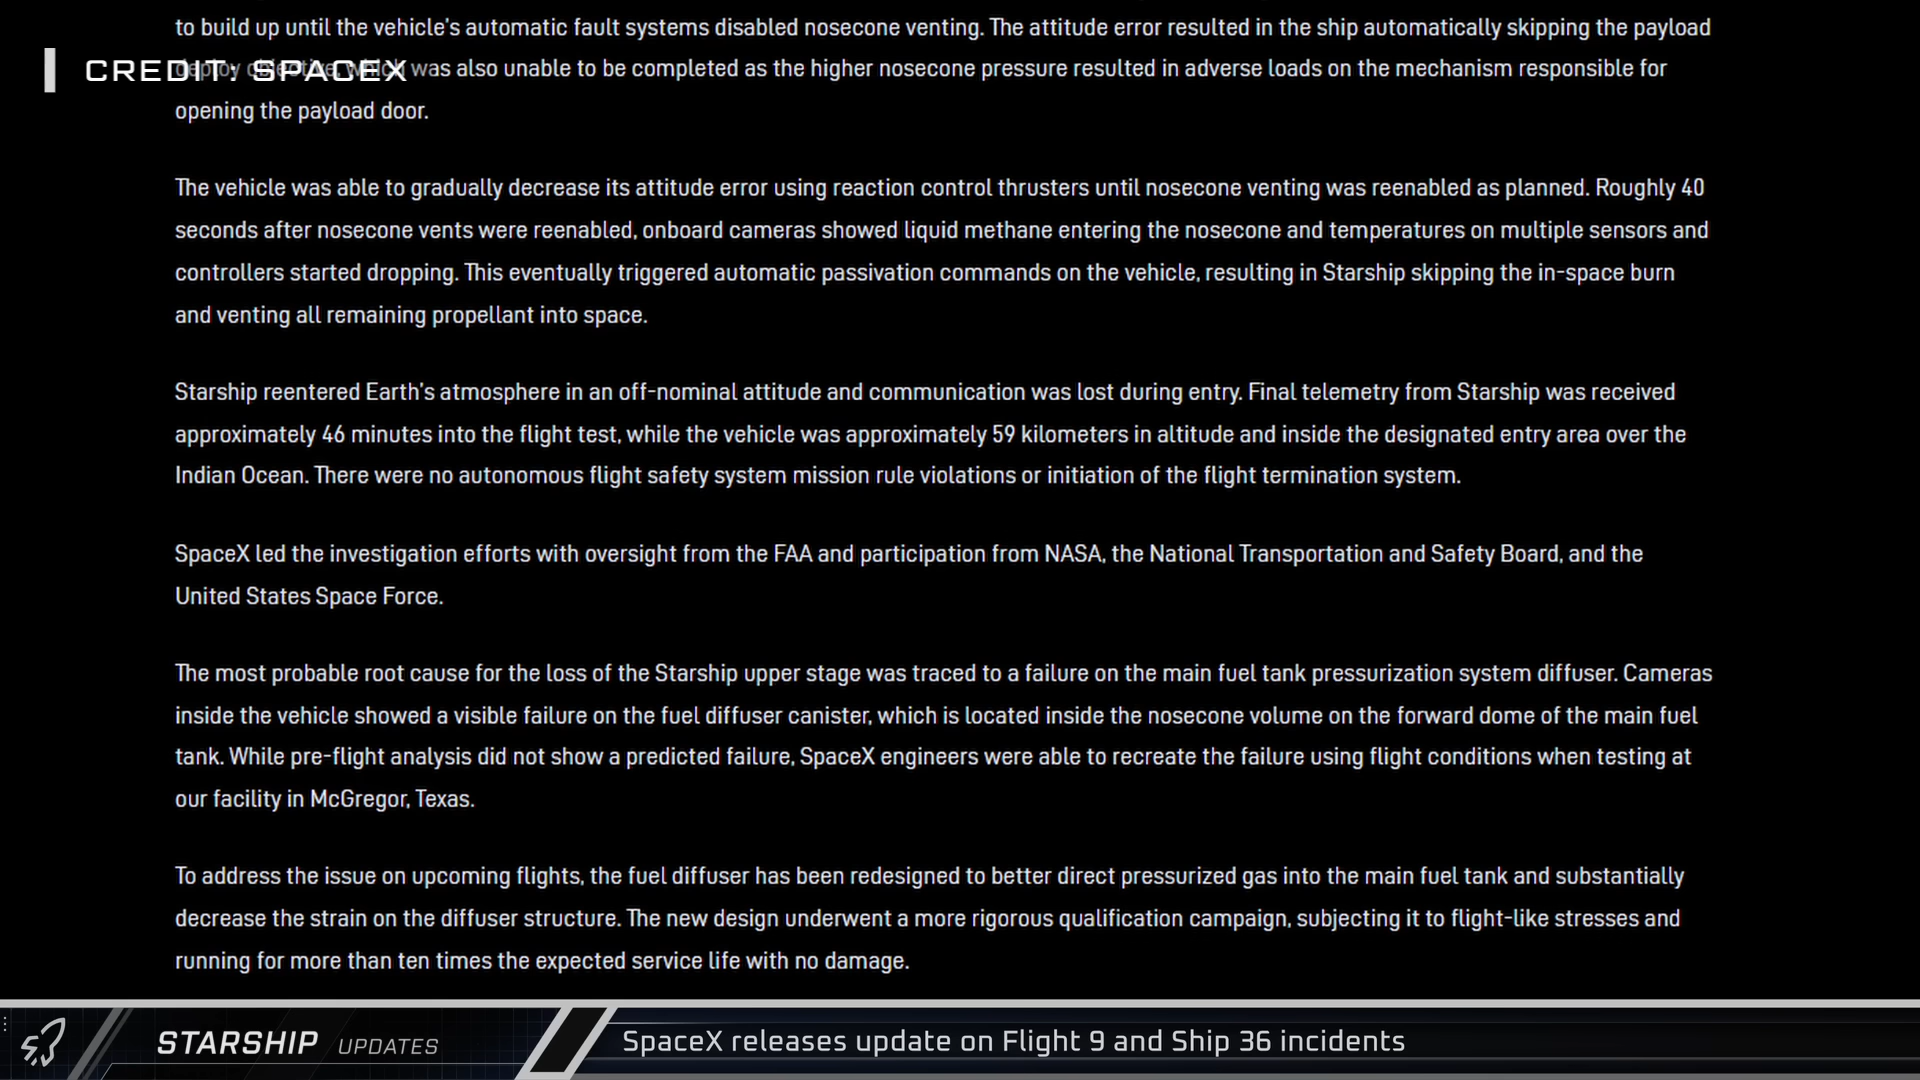 to build up until the vehicle's automatic fault systems disabled nosecone venting. The attitude error resulted in the ship automatically skipping the payload
CREDIT: SPACEX
deploy objective, which was also unable to be completed as the higher nosecone pressure resulted in adverse loads on the mechanism responsible for
opening the payload door.
The vehicle was able to gradually decrease its attitude error using reaction control thrusters until nosecone venting was reenabled as planned. Roughly 40
seconds after nosecone vents were reenabled, onboard cameras showed liquid methane entering the nosecone and temperatures on multiple sensors and
controllers started dropping. This eventually triggered automatic passivation commands on the vehicle, resulting in Starship skipping the in-space burn
and venting all remaining propellant into space.
Starship reentered Earth's atmosphere in an off-nominal attitude and communication was lost during entry. Final telemetry from Starship was received
approximately 46 minutes into the flight test, while the vehicle was approximately 59 kilometers in altitude and inside the designated entry area over the
Indian Ocean. There were no autonomous flight safety system mission rule violations or initiation of the flight termination system.
SpaceX led the investigation efforts with oversight from the FAA and participation from NASA, the National Transportation and Safety Board, and the
United States Space Force.
The most probable root cause for the loss of the Starship upper stage was traced to a failure on the main fuel tank pressurization system diffuser. Cameras
inside the vehicle showed a visible failure on the fuel diffuser canister, which is located inside the nosecone volume on the forward dome of the main fuel
tank. While pre-flight analysis did not show a predicted failure, SpaceX engineers were able to recreate the failure using flight conditions when testing at
our facility in McGregor, Texas.
To address the issue on upcoming flights, the fuel diffuser has been redesigned to better direct pressurized gas into the main fuel tank and substantially
decrease the strain on the diffuser structure. The new design underwent a more rigorous qualification campaign, subjecting it to flight-like stresses and
running for more than ten times the expected service life with no damage.
STARSHIP UPDATES
SpaceX releases update on Flight 9 and Ship 36 incidents